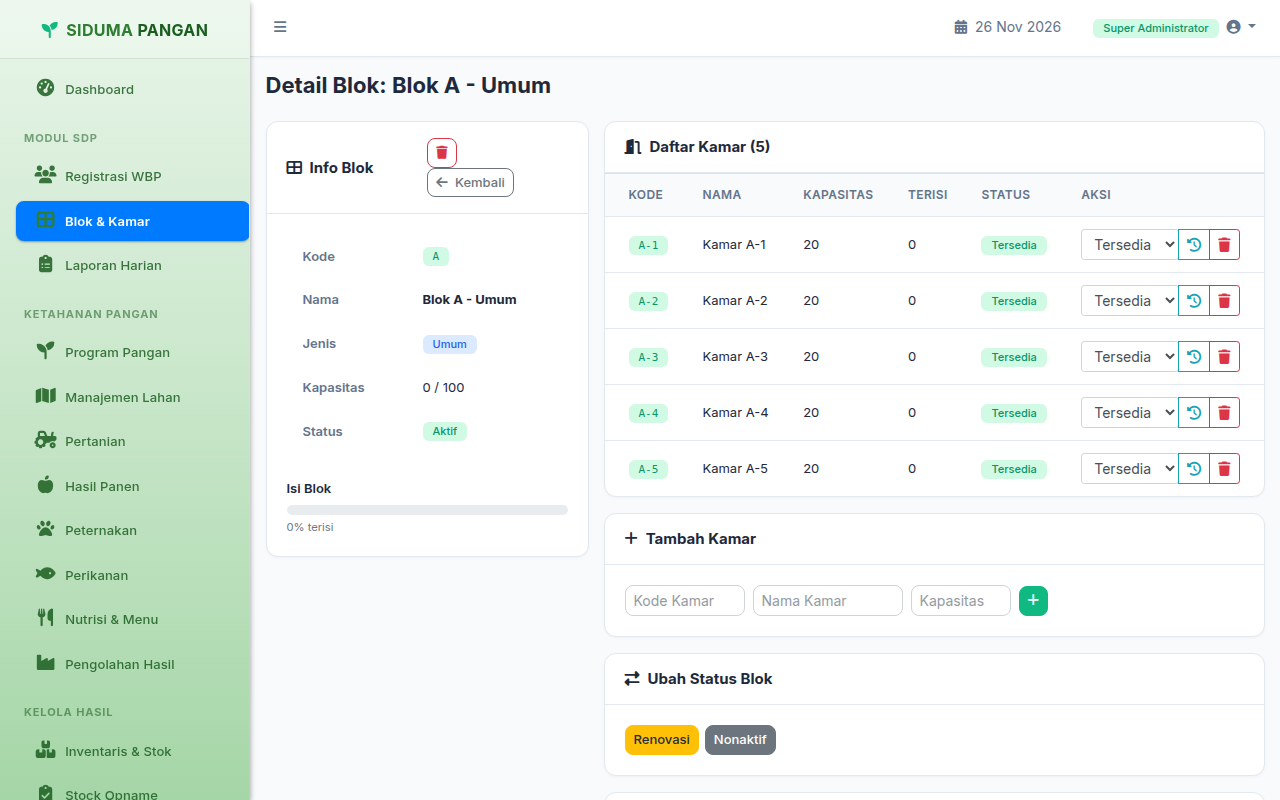 SIDUMA PANGAN
26 Nov 2026
Super Administrator
Dashboard
MODUL SDP
Registrasi WBP
Blok & Kamar
Laporan Harian
KETAHANAN PANGAN
Program Pangan
Manajemen Lahan
Pertanian
Hasil Panen
Peternakan
Perikanan
Nutrisi & Menu
Pengolahan Hasil
KELOLA HASIL
Inventaris & Stok
Stock Opname
Detail Blok: Blok A - Umum
Info Blok
Kembali
Kode A
Nama Blok A - Umum
Jenis Umum
Kapasitas 0 / 100
Status Aktif
Isi Blok
0% terisi
Daftar Kamar (5)
KODE NAMA KAPASITAS TERISI STATUS AKSI
A-1 Kamar A-1 20 0 Tersedia Tersedia
A-2 Kamar A-2 20 0 Tersedia Tersedia
A-3 Kamar A-3 20 0 Tersedia Tersedia
A-4 Kamar A-4 20 0 Tersedia Tersedia
A-5 Kamar A-5 20 0 Tersedia Tersedia
Tambah Kamar
Kode Kamar Nama Kamar Kapasitas
Ubah Status Blok
Renovasi Nonaktif